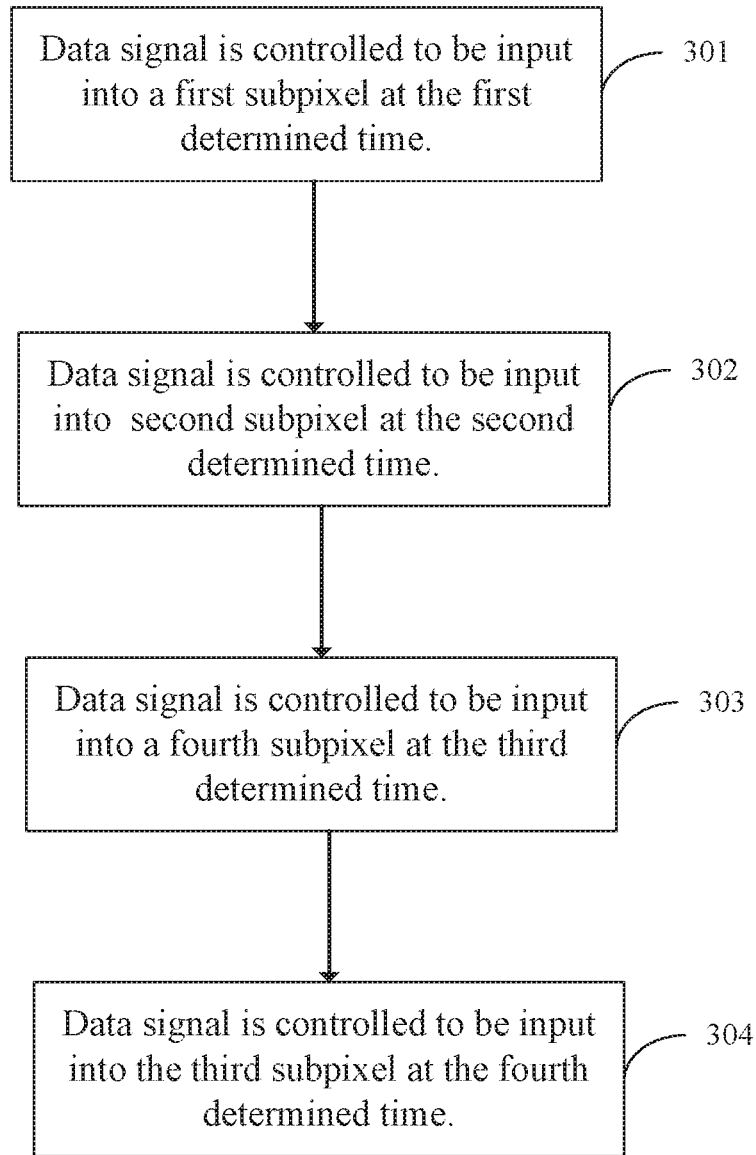 Data signal is controlled to be input
into a first subpixel at the first
determined time.
301
Data signal is controlled to be input
into second subpixel at the second
determined time.
302
Data signal is controlled to be input
into a fourth subpixel at the third
determined time.
303
Data signal is controlled to be input
into the third subpixel at the fourth
determined time.
304